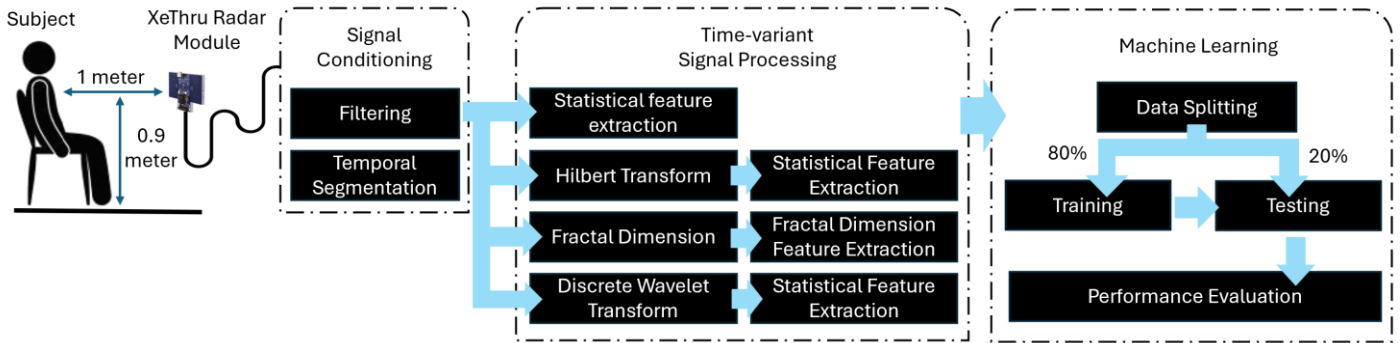 Subject
XeThru Radar
Module
1 meter
0.9
meter
Signal
Conditioning
Filtering
Temporal
Segmentation
Time-variant
Signal Processing
Statistical feature
extraction
Hilbert Transform
Statistical Feature
Extraction
Fractal Dimension
Fractal Dimension
Feature Extraction
Discrete Wavelet
Transform
Statistical Feature
Extraction
Machine Learning
Data Splitting
80%
20%
Training
Testing
Performance Evaluation